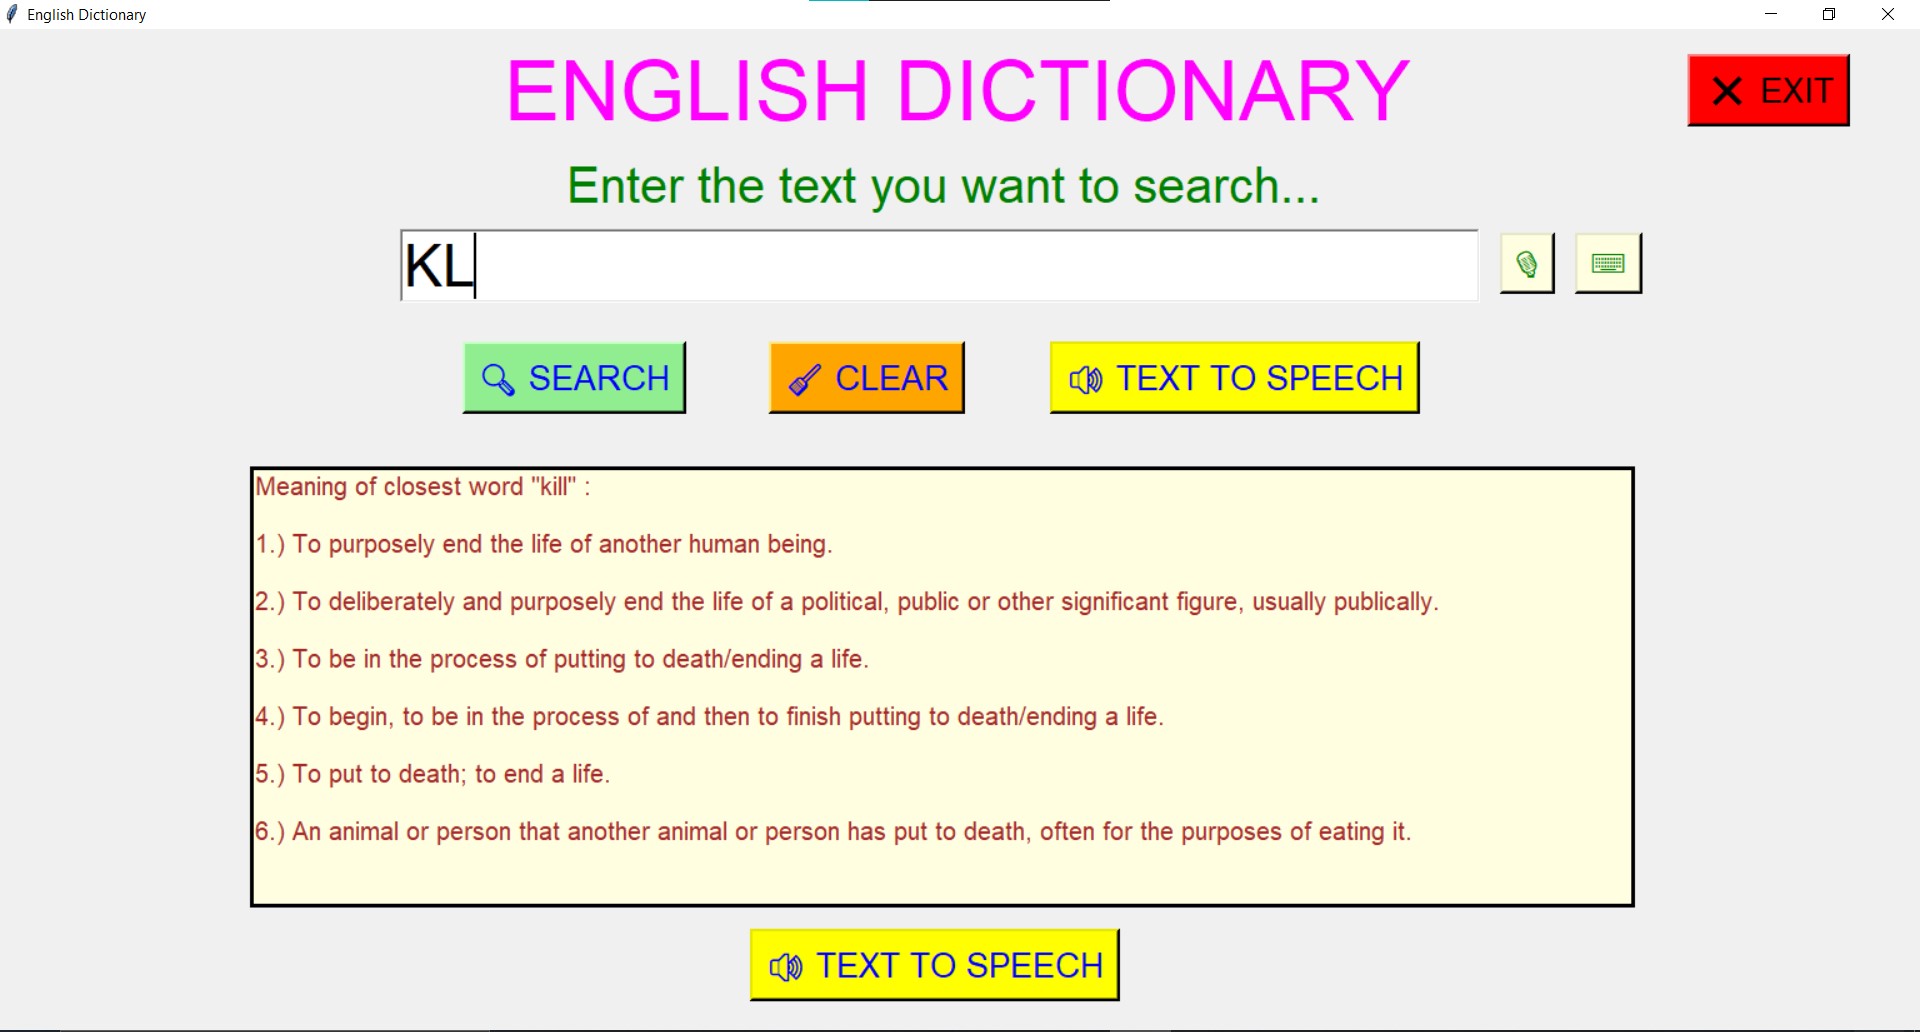 English Dictionary
ENGLISH DICTIONARY
EXIT
Enter the text you want to search...
KL
SEARCH
CLEAR
TEXT TO SPEECH
Meaning of closest word "kill" :
1.) To purposely end the life of another human being.
2.) To deliberately and purposely end the life of a political, public or other significant figure, usually publically.
3.) To be in the process of putting to death/ending a life.
4.) To begin, to be in the process of and then to finish putting to death/ending a life.
5.) To put to death; to end a life.
6.) An animal or person that another animal or person has put to death, often for the purposes of eating it.
TEXT TO SPEECH